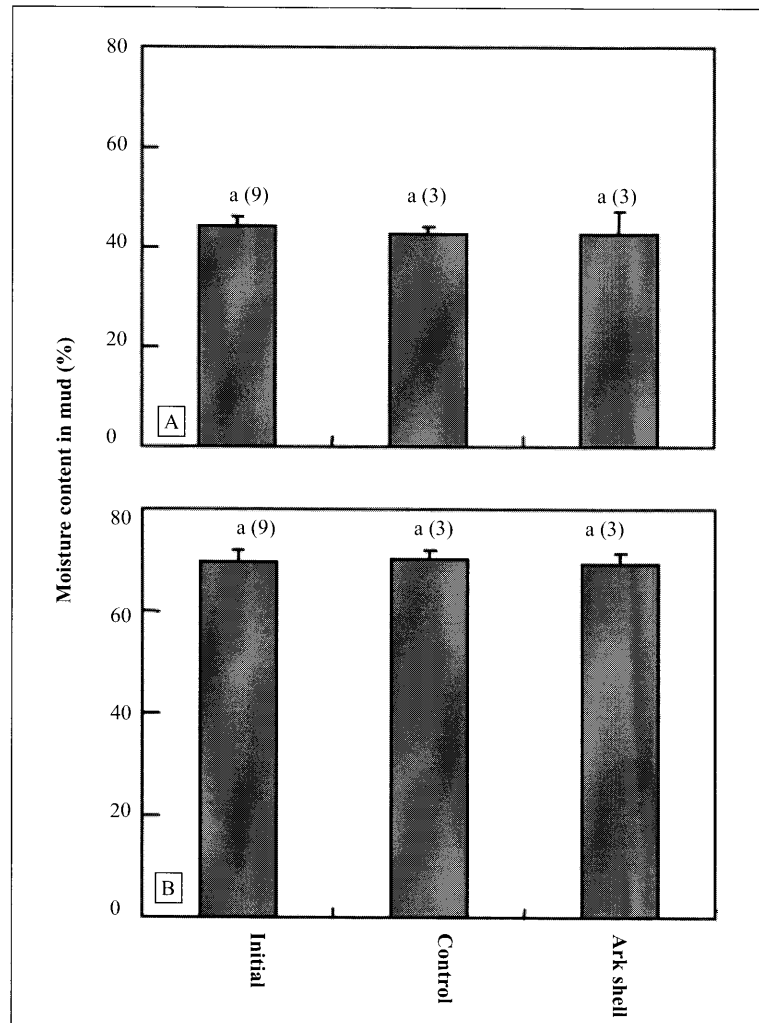 Moisture content in mud (%)
80
60
40
20
0
a (9)
a (3)
a (3)
A
80
60
40
20
0
a (9)
a (3)
a (3)
B
Initial
Control
Ark shell